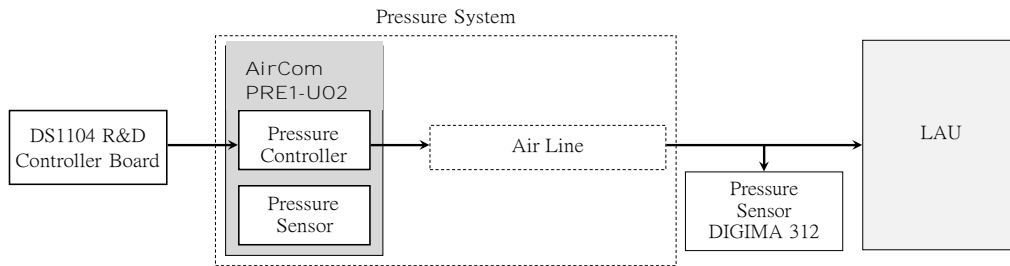 Pressure System
AirCom
PRE1-U02
DS1104 R&D
Controller Board
Pressure
Controller
Pressure
Sensor
Air Line
Pressure
Sensor
DIGIMA 312
LAU